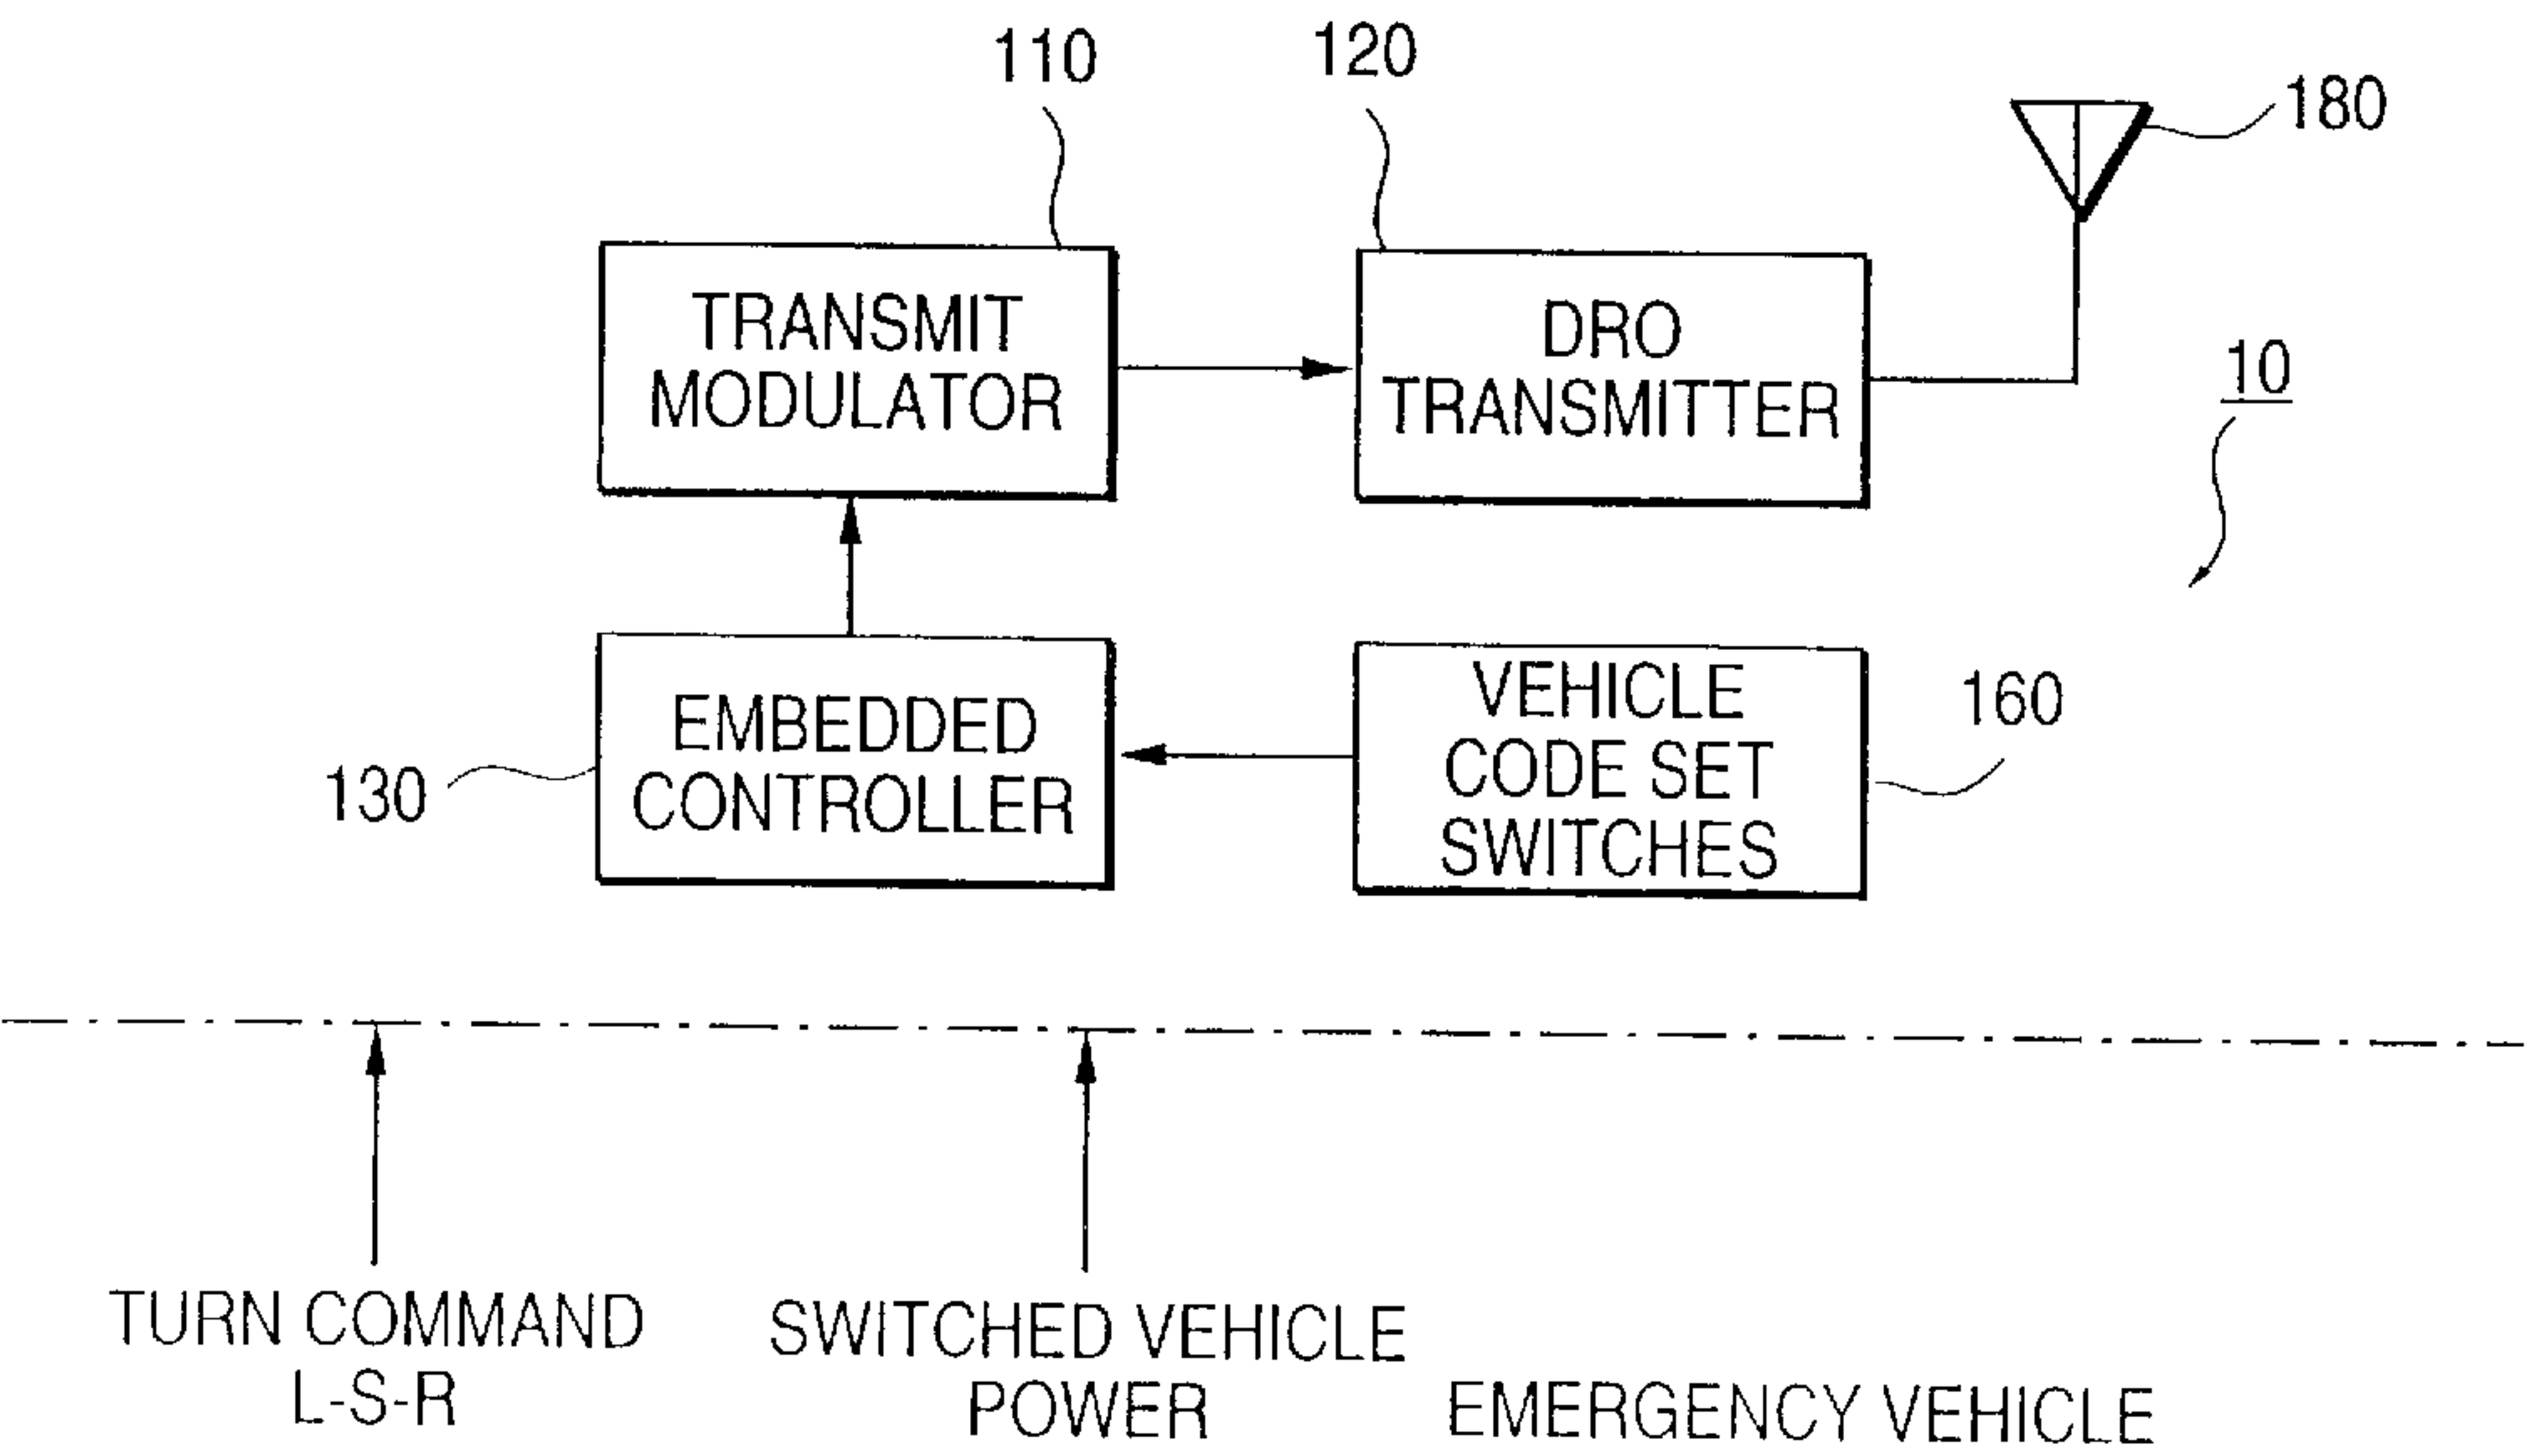 110
120
180
TRANSMIT
MODULATOR
DRO
TRANSMITTER
10
EMBEDDED
CONTROLLER
VEHICLE
CODE SET
SWITCHES
160
130
TURN COMMAND
L-S-R
SWITCHED VEHICLE
POWER
EMERGENCY VEHICLE